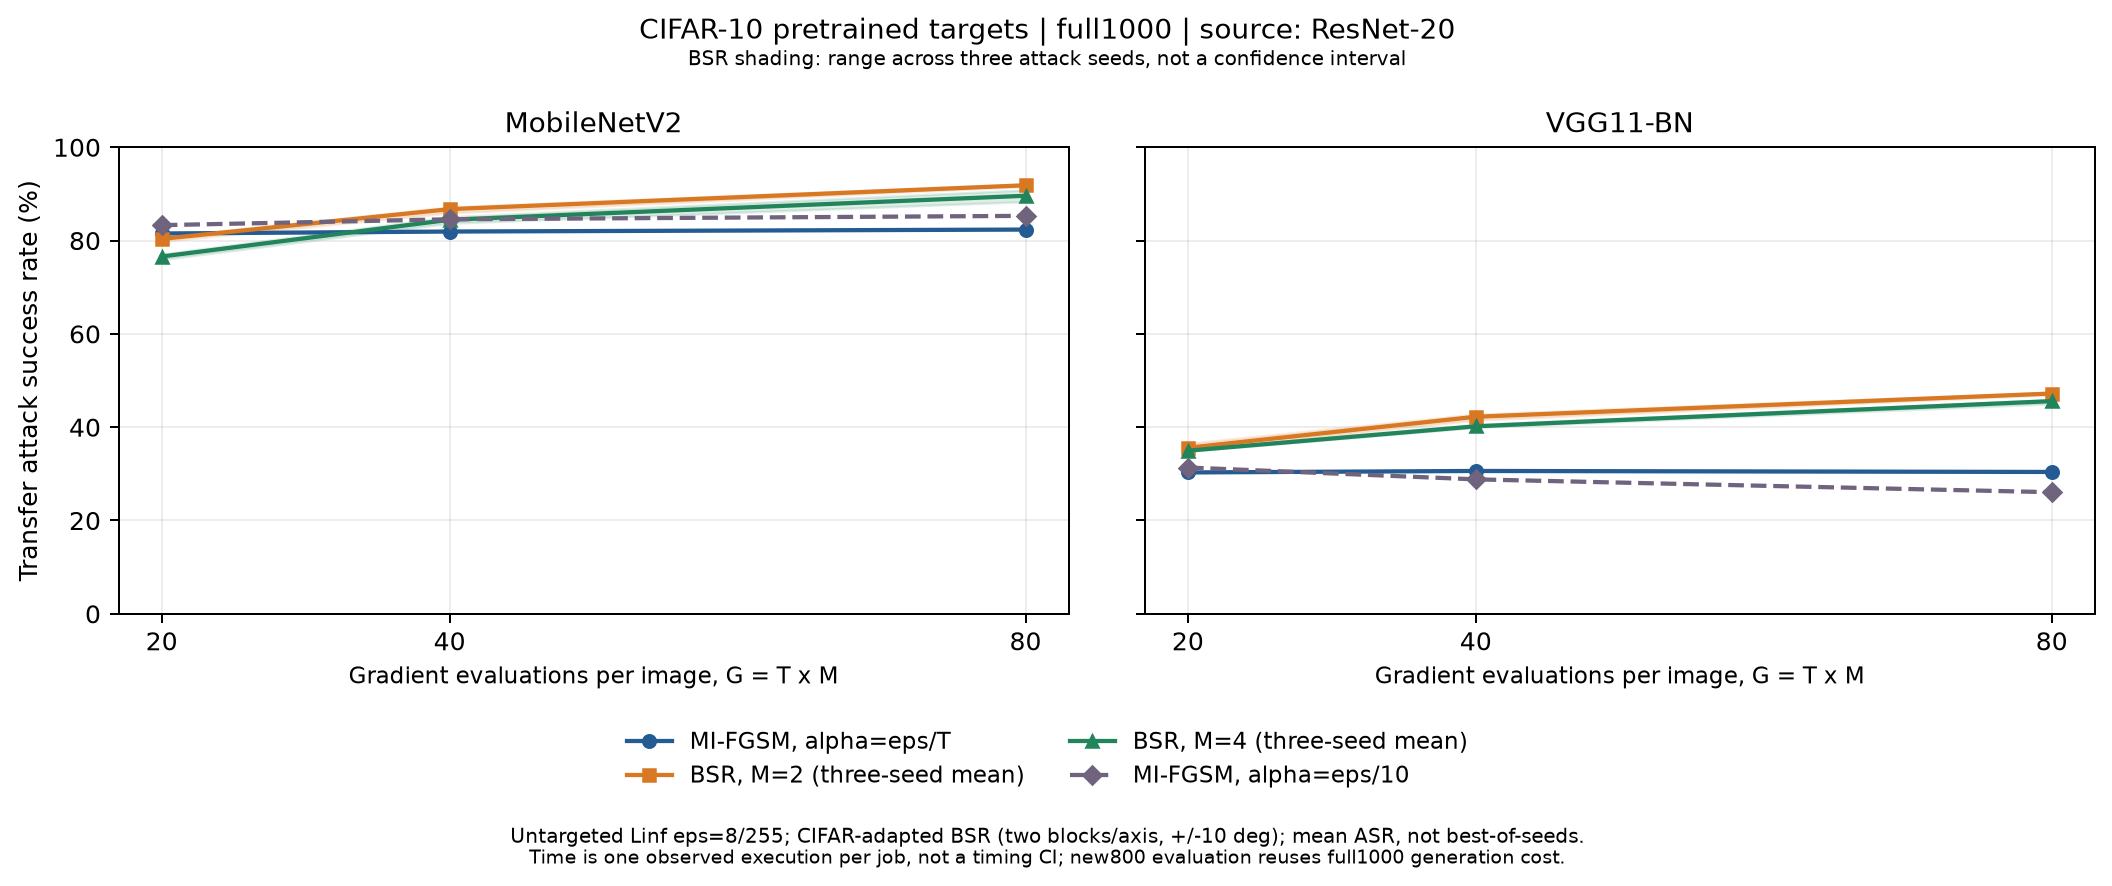 CIFAR-10 pretrained targets | full1000 | source: ResNet-20
BSR shading: range across three attack seeds, not a confidence interval
MobileNetV2
VGG11-BN
Transfer attack success rate (%)
100
80
60
40
20
0
20
40
80
20
40
80
Gradient evaluations per image, G = T x M
Gradient evaluations per image, G = T x M
MI-FGSM, alpha=eps/T
BSR, M=2 (three-seed mean)
BSR, M=4 (three-seed mean)
MI-FGSM, alpha=eps/10
Untargeted Linf eps=8/255; CIFAR-adapted BSR (two blocks/axis, +/-10 deg); mean ASR, not best-of-seeds.
Time is one observed execution per job, not a timing CI; new800 evaluation reuses full1000 generation cost.